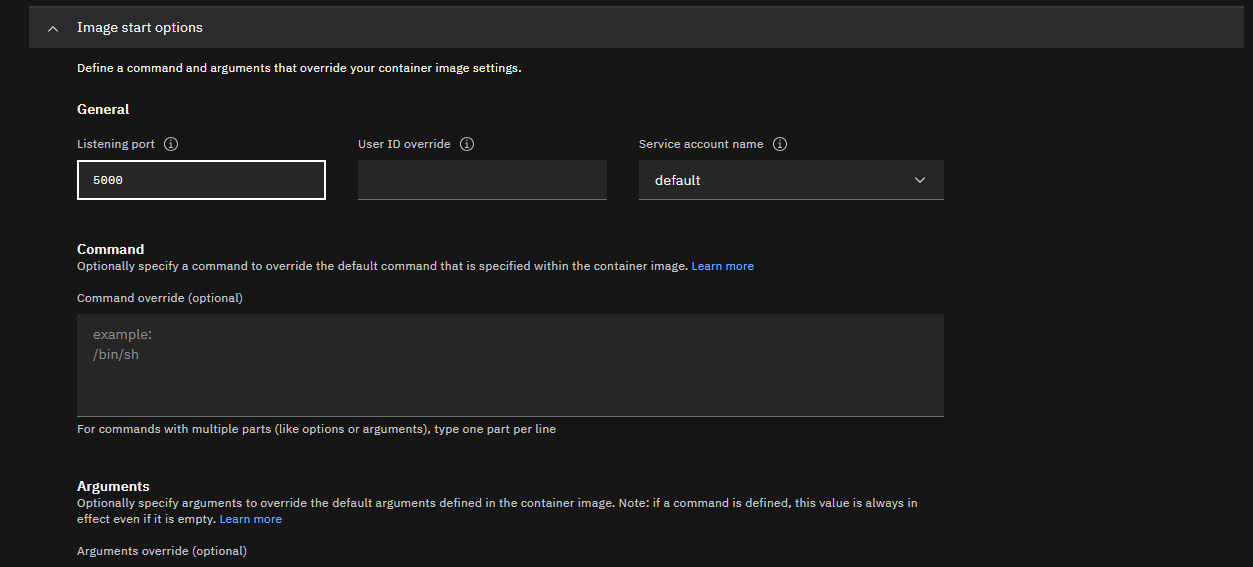 Image start options
Define a command and arguments that override your container image settings.
General
Listening port
User ID override
Service account name
5000
default
Command
Optionally specify a command to override the default command that is specified within the container image. Learn more
Command override (optional)
example:
/bin/sh
For commands with multiple parts (like options or arguments), type one part per line
Arguments
Optionally specify arguments to override the default arguments defined in the container image. Note: if a command is defined, this value is always in
effect even if it is empty. Learn more
Arguments override (optional)